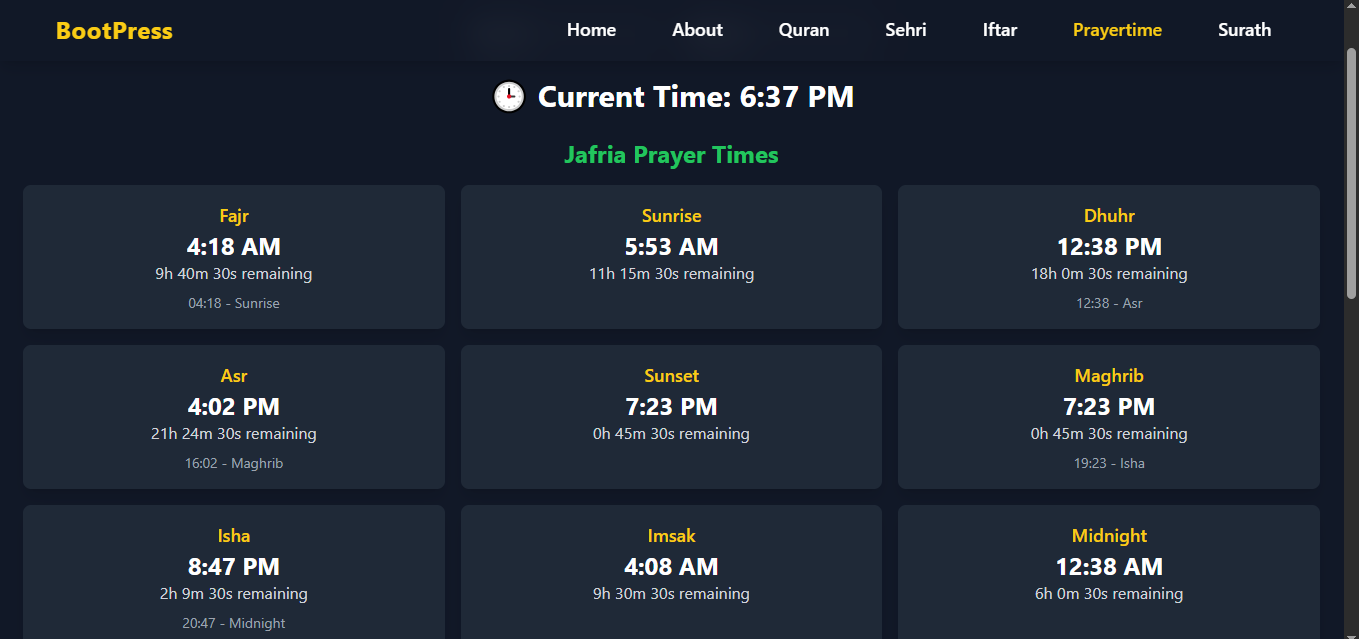 BootPress
Home About Quran Sehri Iftar Prayertime Surath
Current Time: 6:37 PM
Jafria Prayer Times
Fajr
4:18 AM
9h 40m 30s remaining
04:18 - Sunrise
Sunrise
5:53 AM
11h 15m 30s remaining
Dhuhr
12:38 PM
18h 0m 30s remaining
12:38 - Asr
Asr
4:02 PM
21h 24m 30s remaining
16:02 - Maghrib
Sunset
7:23 PM
0h 45m 30s remaining
Maghrib
7:23 PM
0h 45m 30s remaining
19:23 - Isha
Isha
8:47 PM
2h 9m 30s remaining
20:47 - Midnight
Imsak
4:08 AM
9h 30m 30s remaining
Midnight
12:38 AM
6h 0m 30s remaining